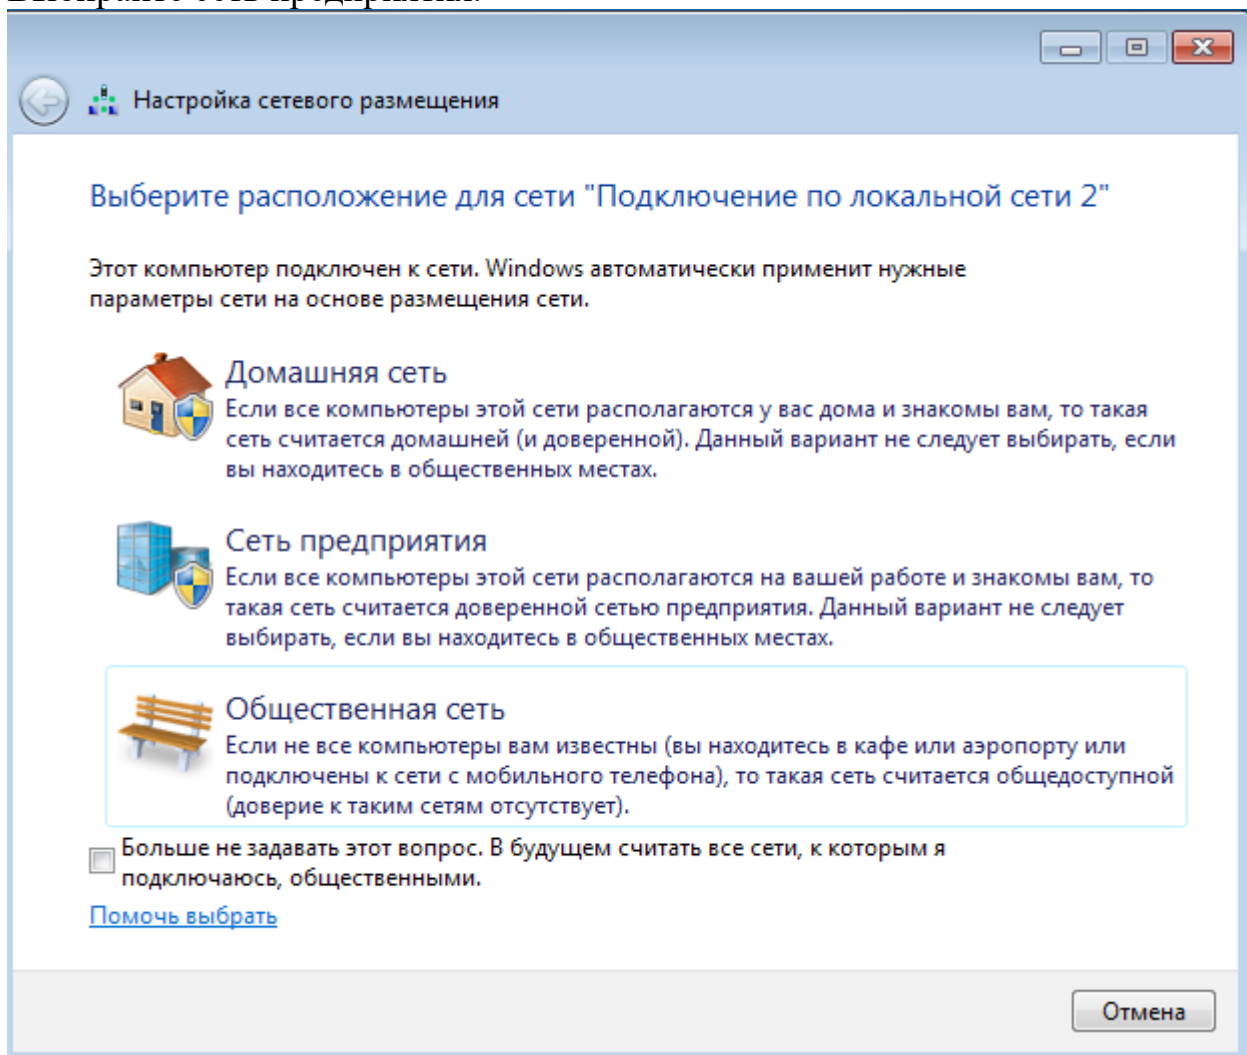 Выбирайте сеть предприятия.
Настройка сетевого размещения
Выберите расположение для сети "Подключение по локальной сети 2"
Этот компьютер подключен к сети. Windows автоматически применит нужные
параметры сети на основе размещения сети.
Домашняя сеть
Если все компьютеры этой сети располагаются у вас дома и знакомы вам, то такая
сеть считается домашней (и доверенной). Данный вариант не следует выбирать, если
вы находитесь в общественных местах.
Сеть предприятия
Если все компьютеры этой сети располагаются на вашей работе и знакомы вам, то
такая сеть считается доверенной сетью предприятия. Данный вариант не следует
выбирать, если вы находитесь в общественных местах.
Общественная сеть
Если не все компьютеры вам известны (вы находитесь в кафе или аэропорту или
подключены к сети с мобильного телефона), то такая сеть считается общедоступной
(доверие к таким сетям отсутствует).
Больше не задавать этот вопрос. В будущем считать все сети, к которым я
подключаюсь, общественными.
Помочь выбрать
Отмена